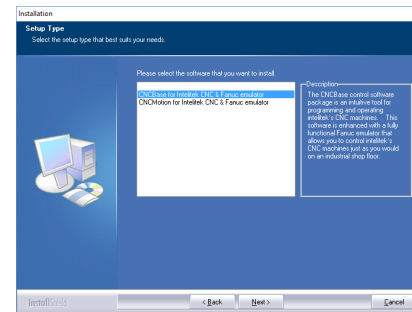 Installation
Setup Type
Select the setup type that best suits your needs.
Please select the software that you want to install.
CNCBase for Intelitek CNC & Fanuc emulator
CNCMotion for Intelitek CNC & Fanuc emulator
Description
The CNCBase control software
package is an intuitive tool for
programming and operating
intelitek's CNC machines. This
software is enhanced with a fully
functional Fanuc emulator that
allows you to control intelitek's
CNC machines just as you would
on an industrial shop floor.
InstallShield
< Back
Next >
Cancel